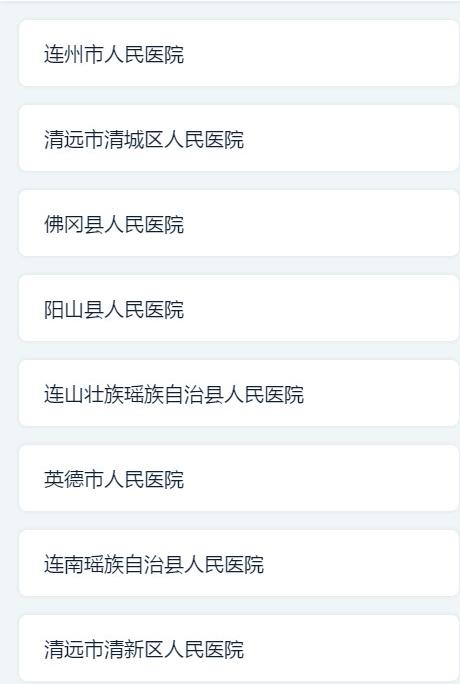 连州市人民医院
清远市清城区人民医院
佛冈县人民医院
阳山县人民医院
连山壮族瑶族自治县人民医院
英德市人民医院
连南瑶族自治县人民医院
清远市清新区人民医院